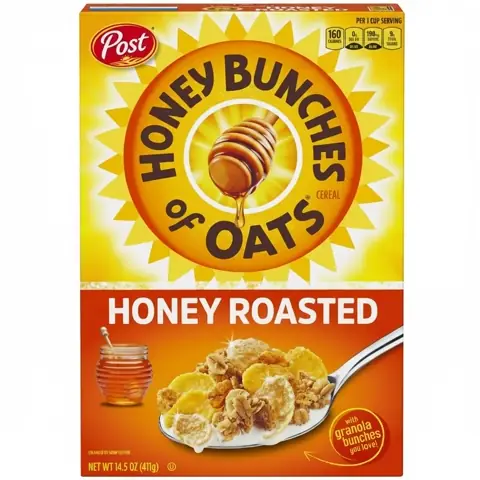 Post
PER 1 CUP SERVING
160 CALORIES
HONEY BUNCHES
of OATS®
CEREAL
HONEY ROASTED
with
granola
bunches
you love!
NET WT 14.5 OZ (411g)
U